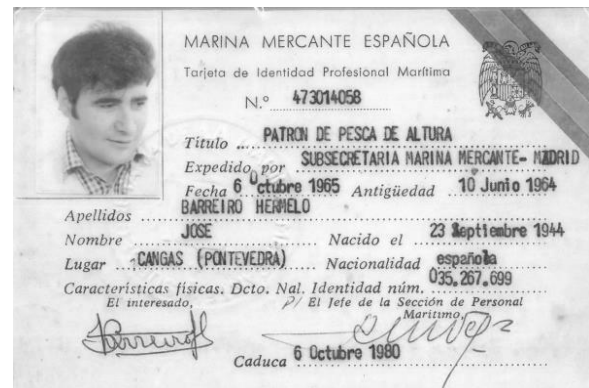 MARINA MERCANTE ESPAÑOLA
Tarjeta de Identidad Profesional Marítima
N.º 473014058
Título PATRON DE PESCA DE ALTURA
Expedido por SUBSECRETARIA MARINA MERCANTE- MADRID
Fecha 6 Octubre 1965 Antigüedad 10 Junio 1964
Apellidos BARREIRO HERMELO
Nombre JOSE Nacido el 23 Septiembre 1944
Lugar CANGAS (PONTEVEDRA) Nacionalidad española
Características físicas. Dcto. Nal. Identidad núm. 035.267.699
El interesado, P/ El Jefe de la Sección de Personal
Marítimo,
JBarreiroH
Caduca 6 Octubre 1980